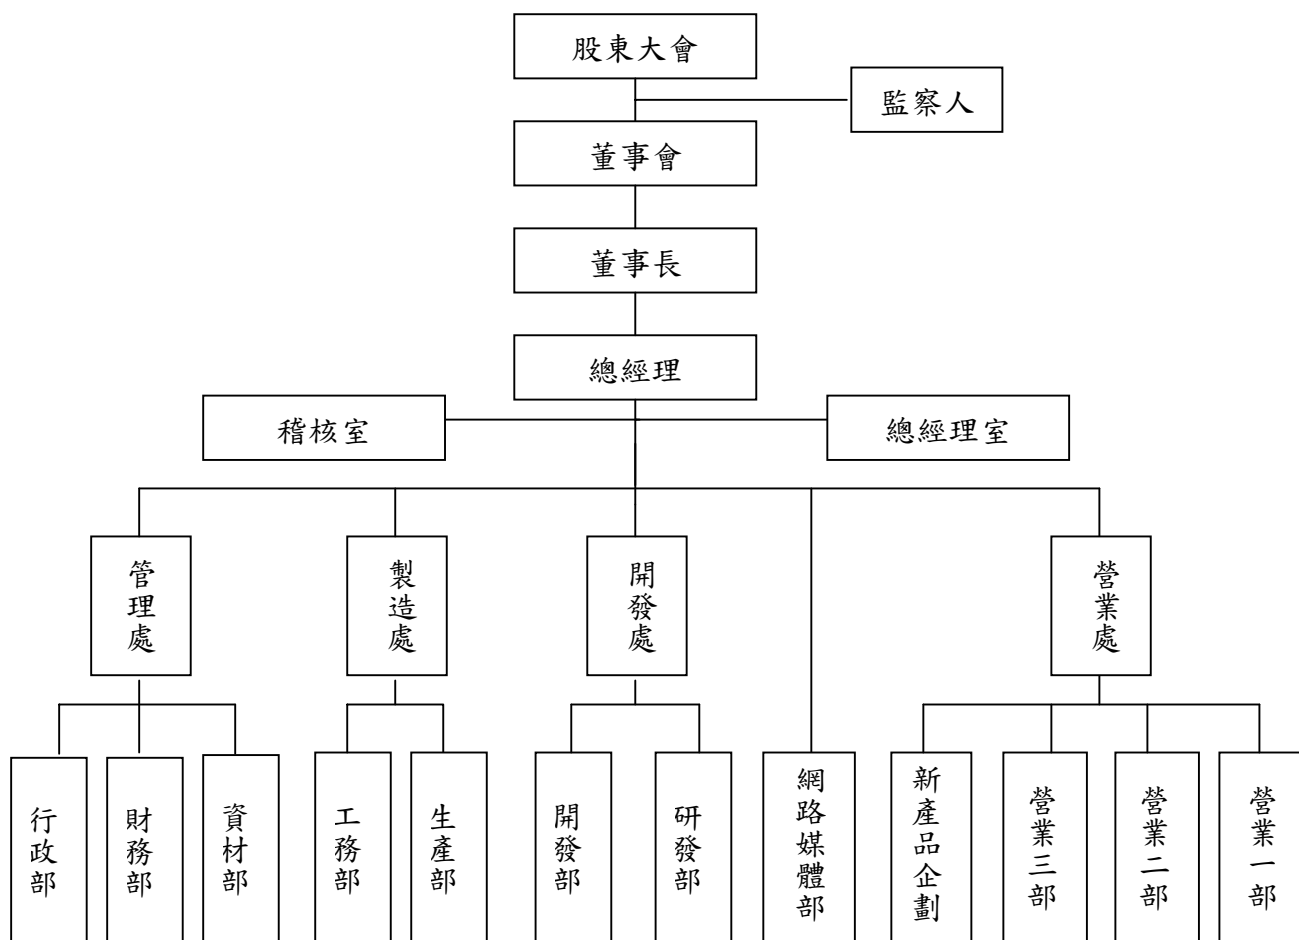 股東大會
監察人
董事會
董事長
總經理
稽核室
總經理室
管理處
製造處
開發處
營業處
行政部
財務部
資材部
工務部
生產部
開發部
研發部
網路媒體部
新產品企劃
營業三部
營業二部
營業一部